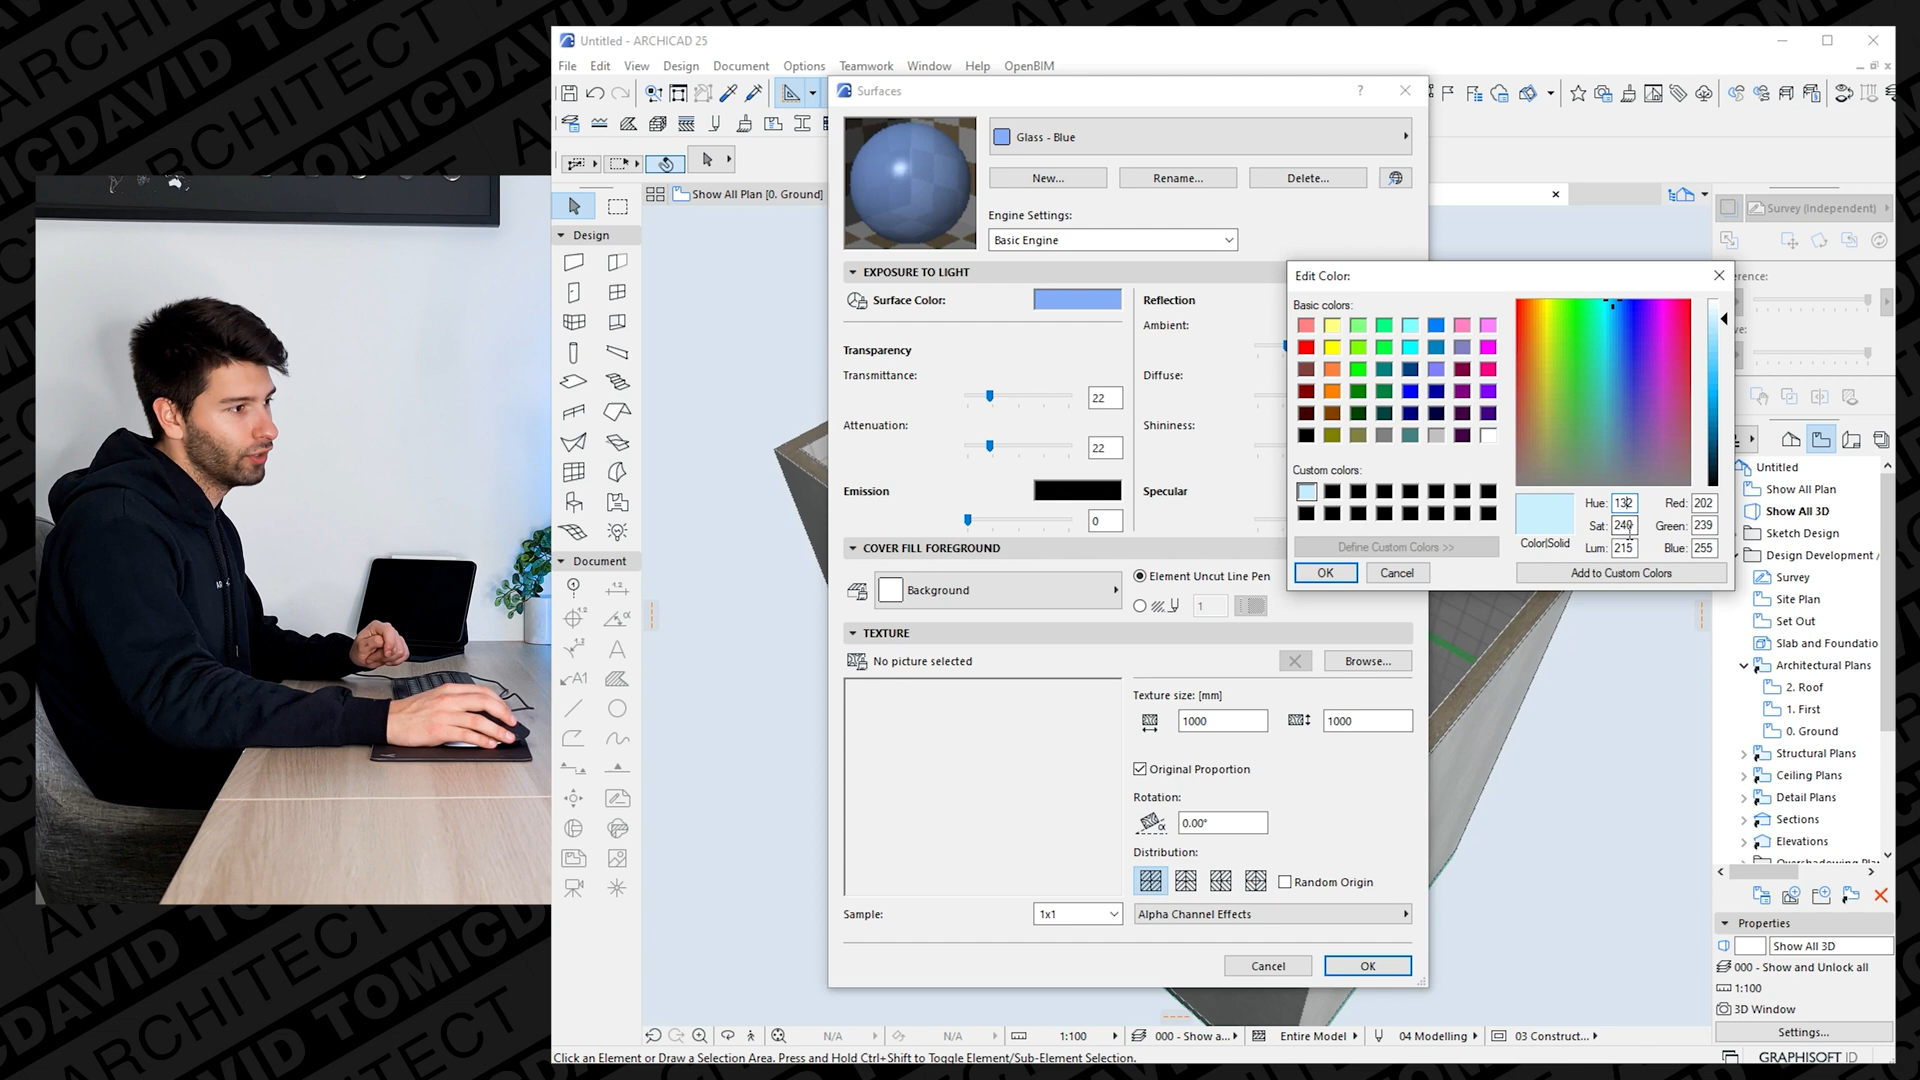 ARCHITECT
DAVID TOMIC
Untitled - ARCHICAD 25
File Edit View Design Document Options Teamwork Window Help OpenBIM
Surfaces
Glass - Blue
New... Rename... Delete...
Engine Settings:
Basic Engine
Show All Plan [0. Ground]
Design
EXPOSURE TO LIGHT
Surface Color:
Reflection
Transparency
Ambient:
Transmittance:
22
Diffuse:
Attenuation:
22
Shininess:
Emission
0
Specular
COVER FILL FOREGROUND
Background
Element Uncut Line Pen
1
TEXTURE
No picture selected
Browse...
Texture size: [mm]
1000 1000
Original Proportion
Rotation:
0.00°
Distribution:
Random Origin
Sample: 1x1
Alpha Channel Effects
Cancel OK
Edit Color:
Basic colors:
Custom colors:
Define Custom Colors >>
OK Cancel
Color|Solid
Hue: 132 Red: 202
Sat: 240 Green: 239
Lum: 215 Blue: 255
Add to Custom Colors
Document
A1
Survey (Independent)
erence:
Untitled
Show All Plan
Show All 3D
Sketch Design
Design Development /
Survey
Site Plan
Set Out
Slab and Foundatio
Architectural Plans
2. Roof
1. First
0. Ground
Structural Plans
Ceiling Plans
Detail Plans
Sections
Elevations
Properties
Show All 3D
000 - Show and Unlock all
1:100
3D Window
Settings...
N/A N/A 1:100 000 - Show a... Entire Model 04 Modelling 03 Construct...
Click an Element or Draw a Selection Area. Press and Hold Ctrl+Shift to Toggle Element/Sub-Element Selection.
GRAPHISOFT ID